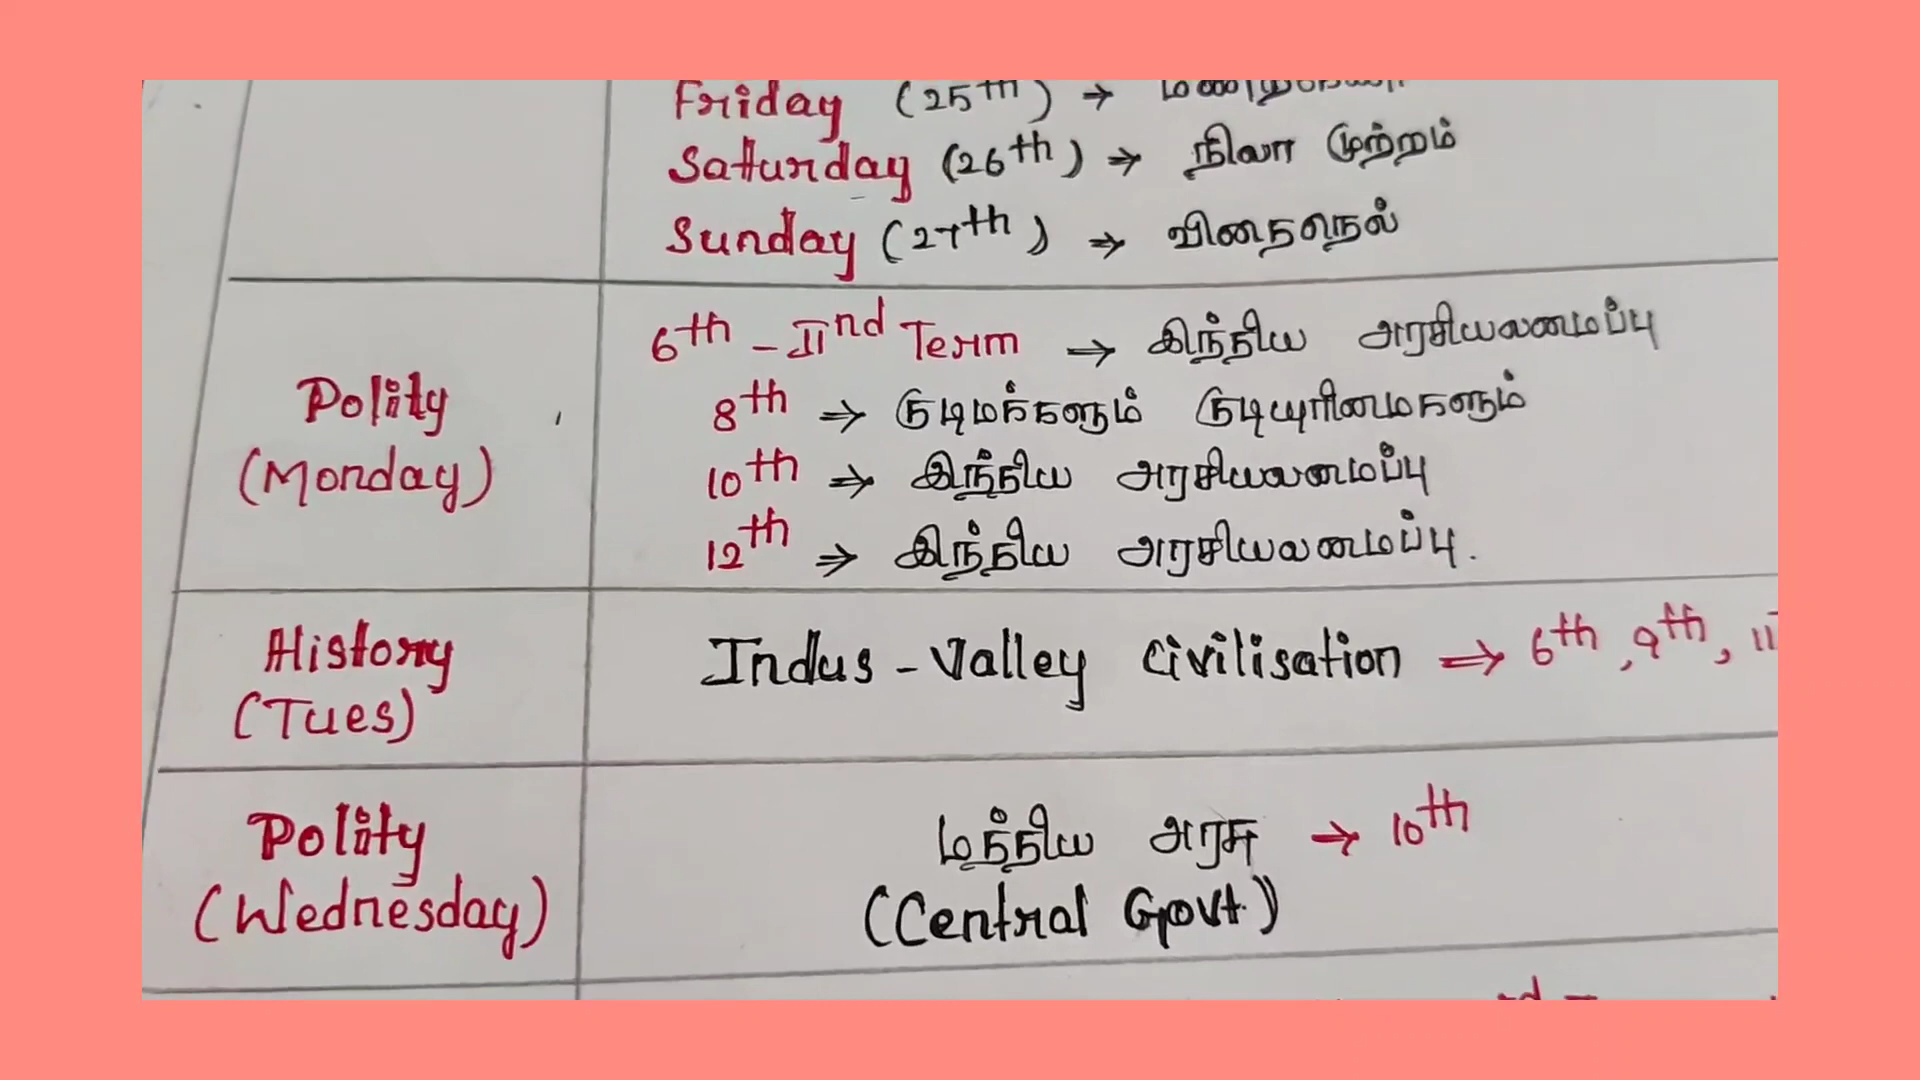 Friday (25th) →
Saturday (26th) → நிலா முற்றம்
Sunday (27th) → வினைநெல்
6th - IInd Term ⇒ இந்திய அரசியலமைப்பு
Polity
(Monday)
8th ⇒ குடிமக்களும் குடியுரிமைகளும்
10th ⇒ இந்திய அரசியலமைப்பு
12th ⇒ இந்திய அரசியலமைப்பு.
History
(Tues)
Indus - Valley Civilisation ⇒ 6th, 9th, 11
Polity
(Wednesday)
மத்திய அரசு → 10th
(Central Govt.)